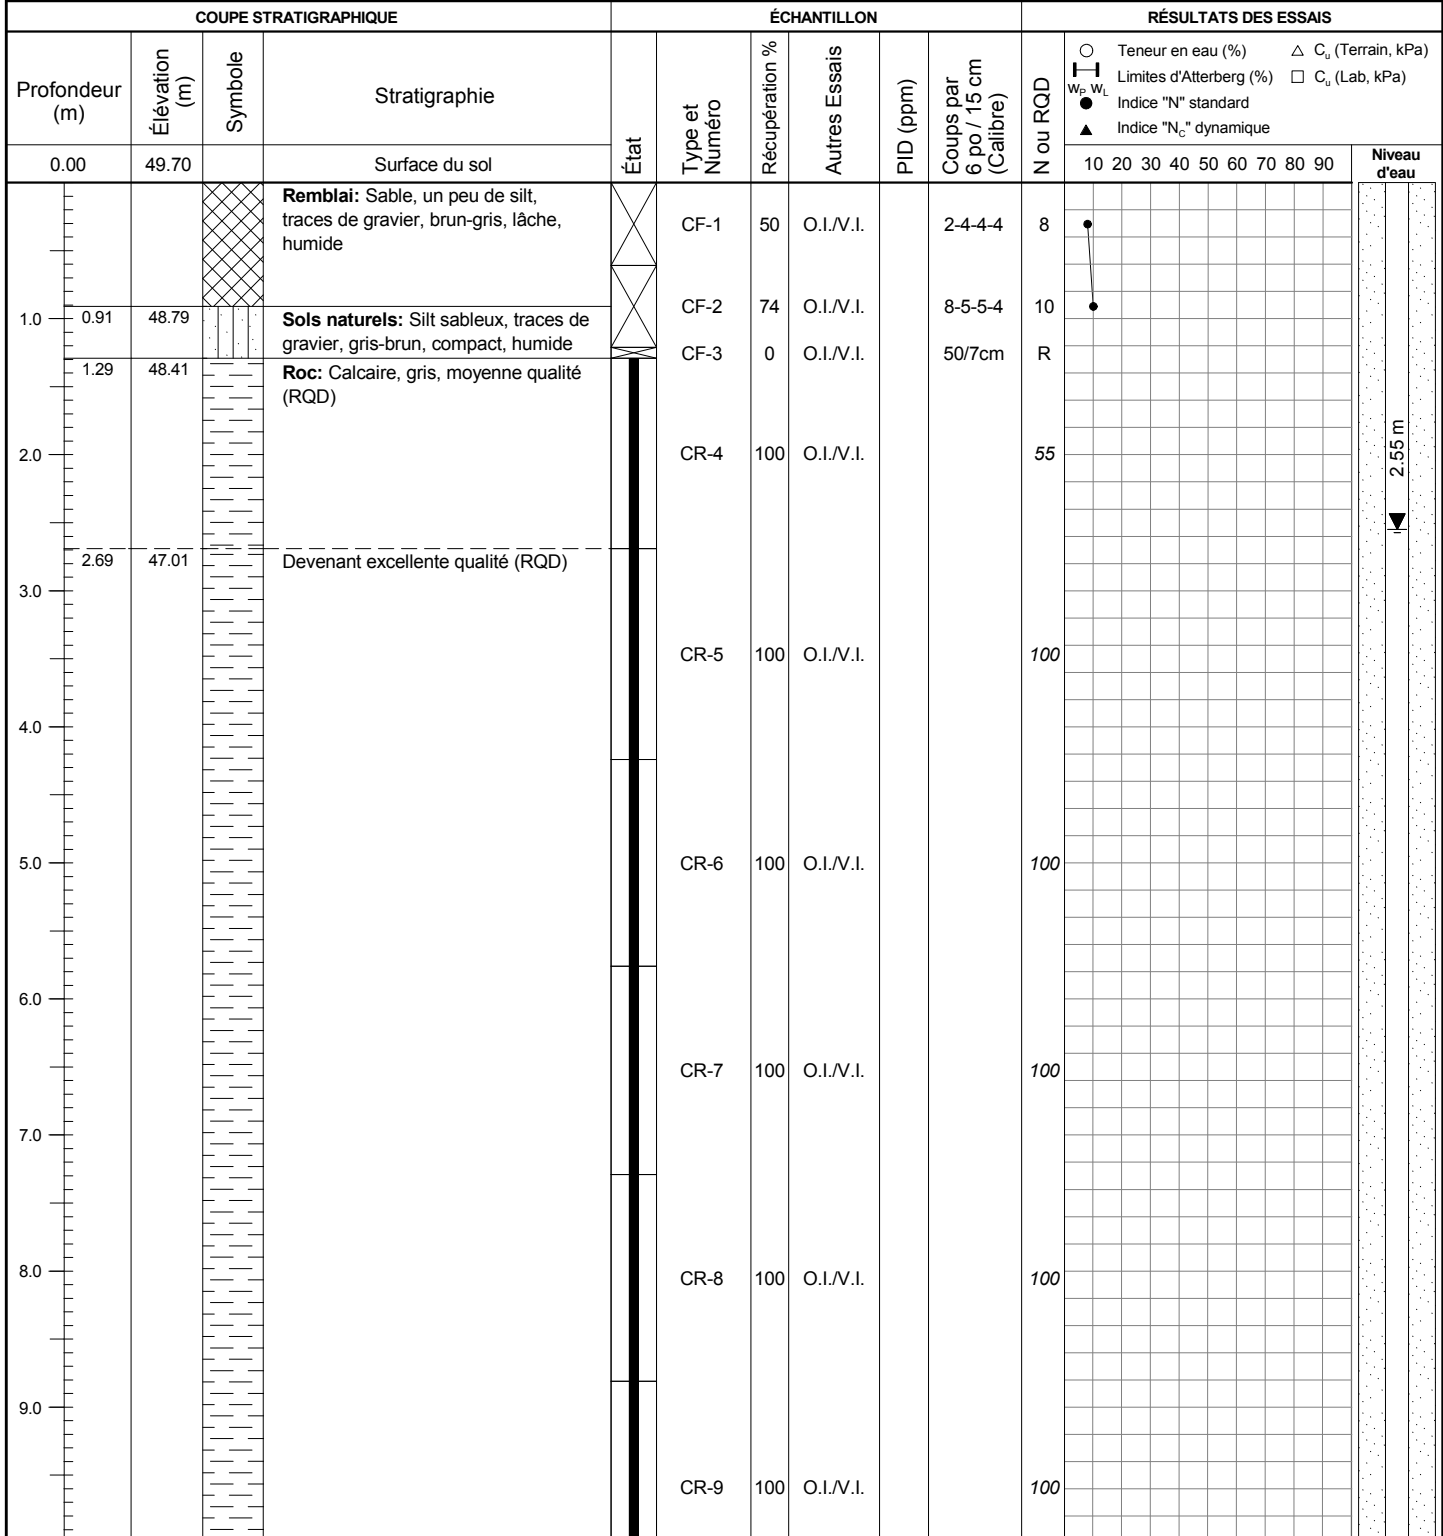 COUPE STRATIGRAPHIQUE
ÉCHANTILLON
RÉSULTATS DES ESSAIS
Profondeur
(m)
Élévation
(m)
Symbole
Stratigraphie
État
Type et
Numéro
Récupération %
Autres Essais
PID (ppm)
Coups par
6 po / 15 cm
(Calibre)
N ou RQD
Teneur en eau (%)
Cu (Terrain, kPa)
Limites d'Atterberg (%)
Cu (Lab, kPa)
WP WL
Indice "N" standard
Indice "NC" dynamique
0.00 49.70 Surface du sol
10 20 30 40 50 60 70 80 90
Niveau
d'eau
Remblai: Sable, un peu de silt,
traces de gravier, brun-gris, lâche,
humide
CF-1 50 O.I./V.I. 2-4-4-4 8
CF-2 74 O.I./V.I. 8-5-5-4 10
1.0 0.91 48.79 Sols naturels: Silt sableux, traces de
gravier, gris-brun, compact, humide
CF-3 0 O.I./V.I. 50/7cm R
1.29 48.41 Roc: Calcaire, gris, moyenne qualité
(RQD)
2.0 CR-4 100 O.I./V.I. 55
2.55 m
2.69 47.01 Devenant excellente qualité (RQD)
3.0
CR-5 100 O.I./V.I. 100
4.0
5.0 CR-6 100 O.I./V.I. 100
6.0
CR-7 100 O.I./V.I. 100
7.0
8.0 CR-8 100 O.I./V.I. 100
9.0
CR-9 100 O.I./V.I. 100